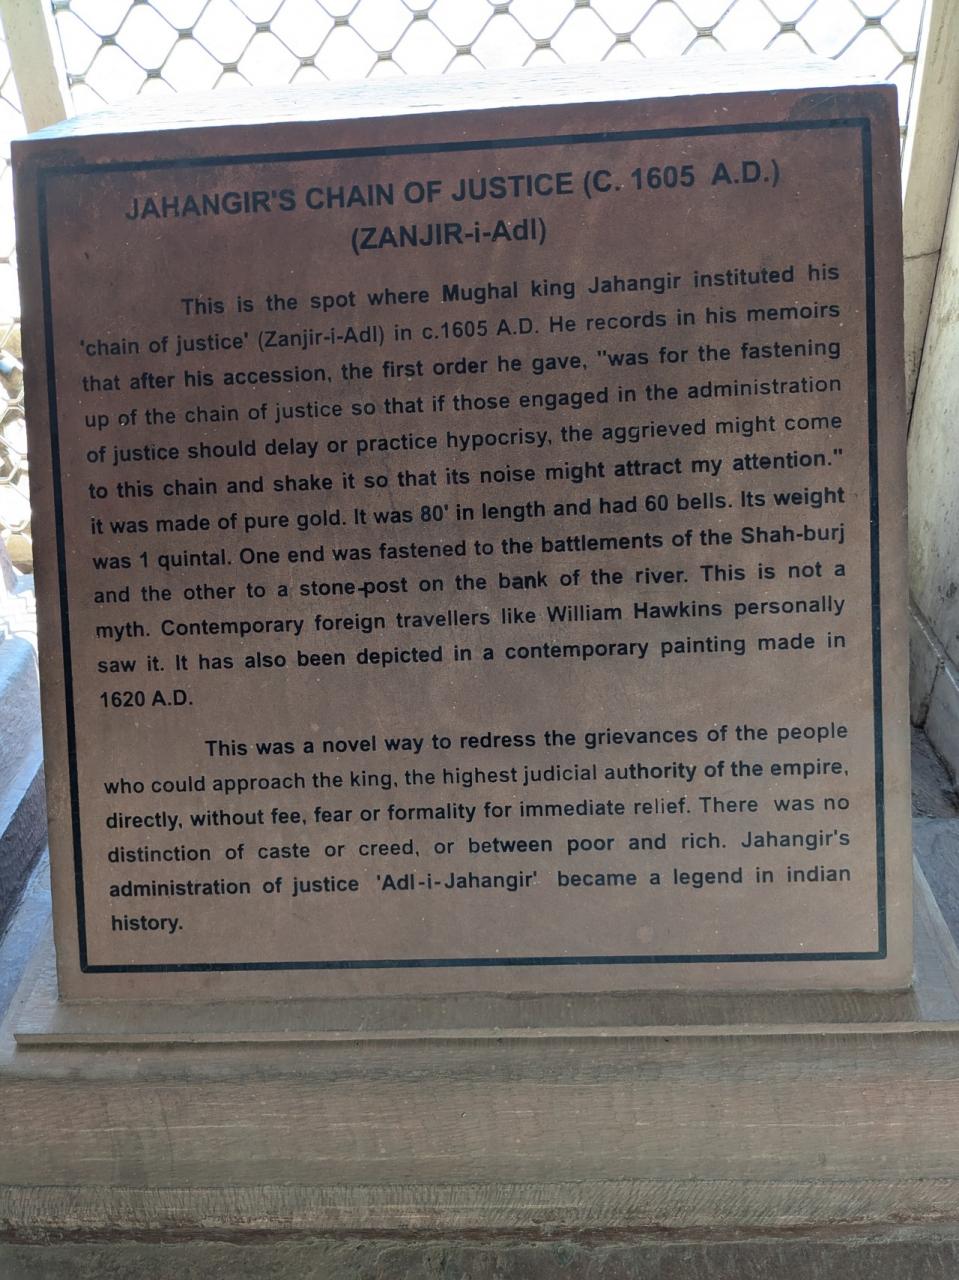 JAHANGIR'S CHAIN OF JUSTICE (C. 1605 A.D.)
(ZANJIR-i-Adl)
This is the spot where Mughal king Jahangir instituted his
'chain of justice' (Zanjir-i-Adl) in c.1605 A.D. He records in his memoirs
that after his accession, the first order he gave, "was for the fastening
up of the chain of justice so that if those engaged in the administration
of justice should delay or practice hypocrisy, the aggrieved might come
to this chain and shake it so that its noise might attract my attention."
it was made of pure gold. It was 80' in length and had 60 bells. Its weight
was 1 quintal. One end was fastened to the battlements of the Shah-burj
and the other to a stone-post on the bank of the river. This is not a
myth. Contemporary foreign travellers like William Hawkins personally
saw it. It has also been depicted in a contemporary painting made in
1620 A.D.
This was a novel way to redress the grievances of the people
who could approach the king, the highest judicial authority of the empire,
directly, without fee, fear or formality for immediate relief. There was no
distinction of caste or creed, or between poor and rich. Jahangir's
administration of justice 'Adl-i-Jahangir' became a legend in indian
history.